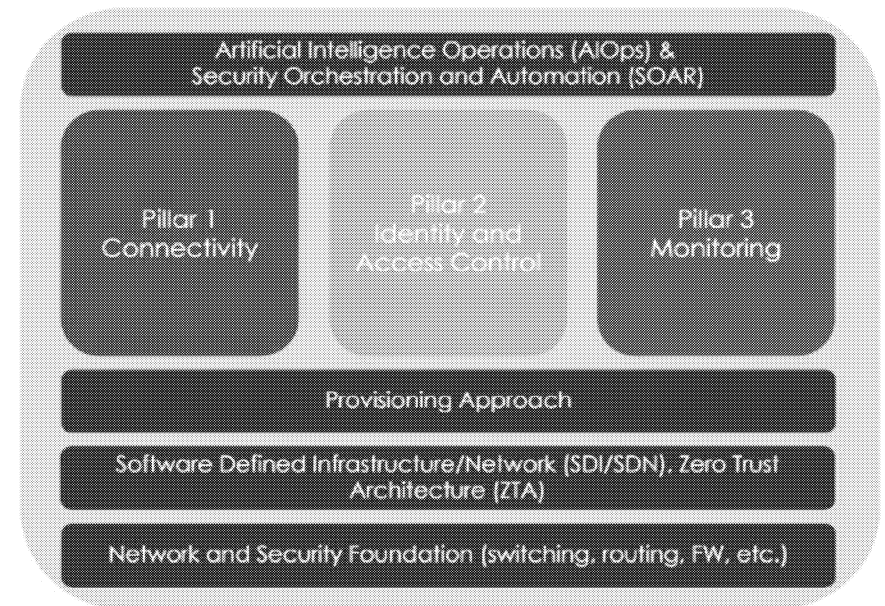 Artificial Intelligence Operations (AIOps) &
Security Orchestration and Automation (SOAR)
Pillar 1
Connectivity
Pillar 2
Identity and
Access Control
Pillar 3
Monitoring
Provisioning Approach
Software Defined Infrastructure/Network (SDI/SDN), Zero Trust
Architecture (ZTA)
Network and Security Foundation (switching, routing, FW, etc.)